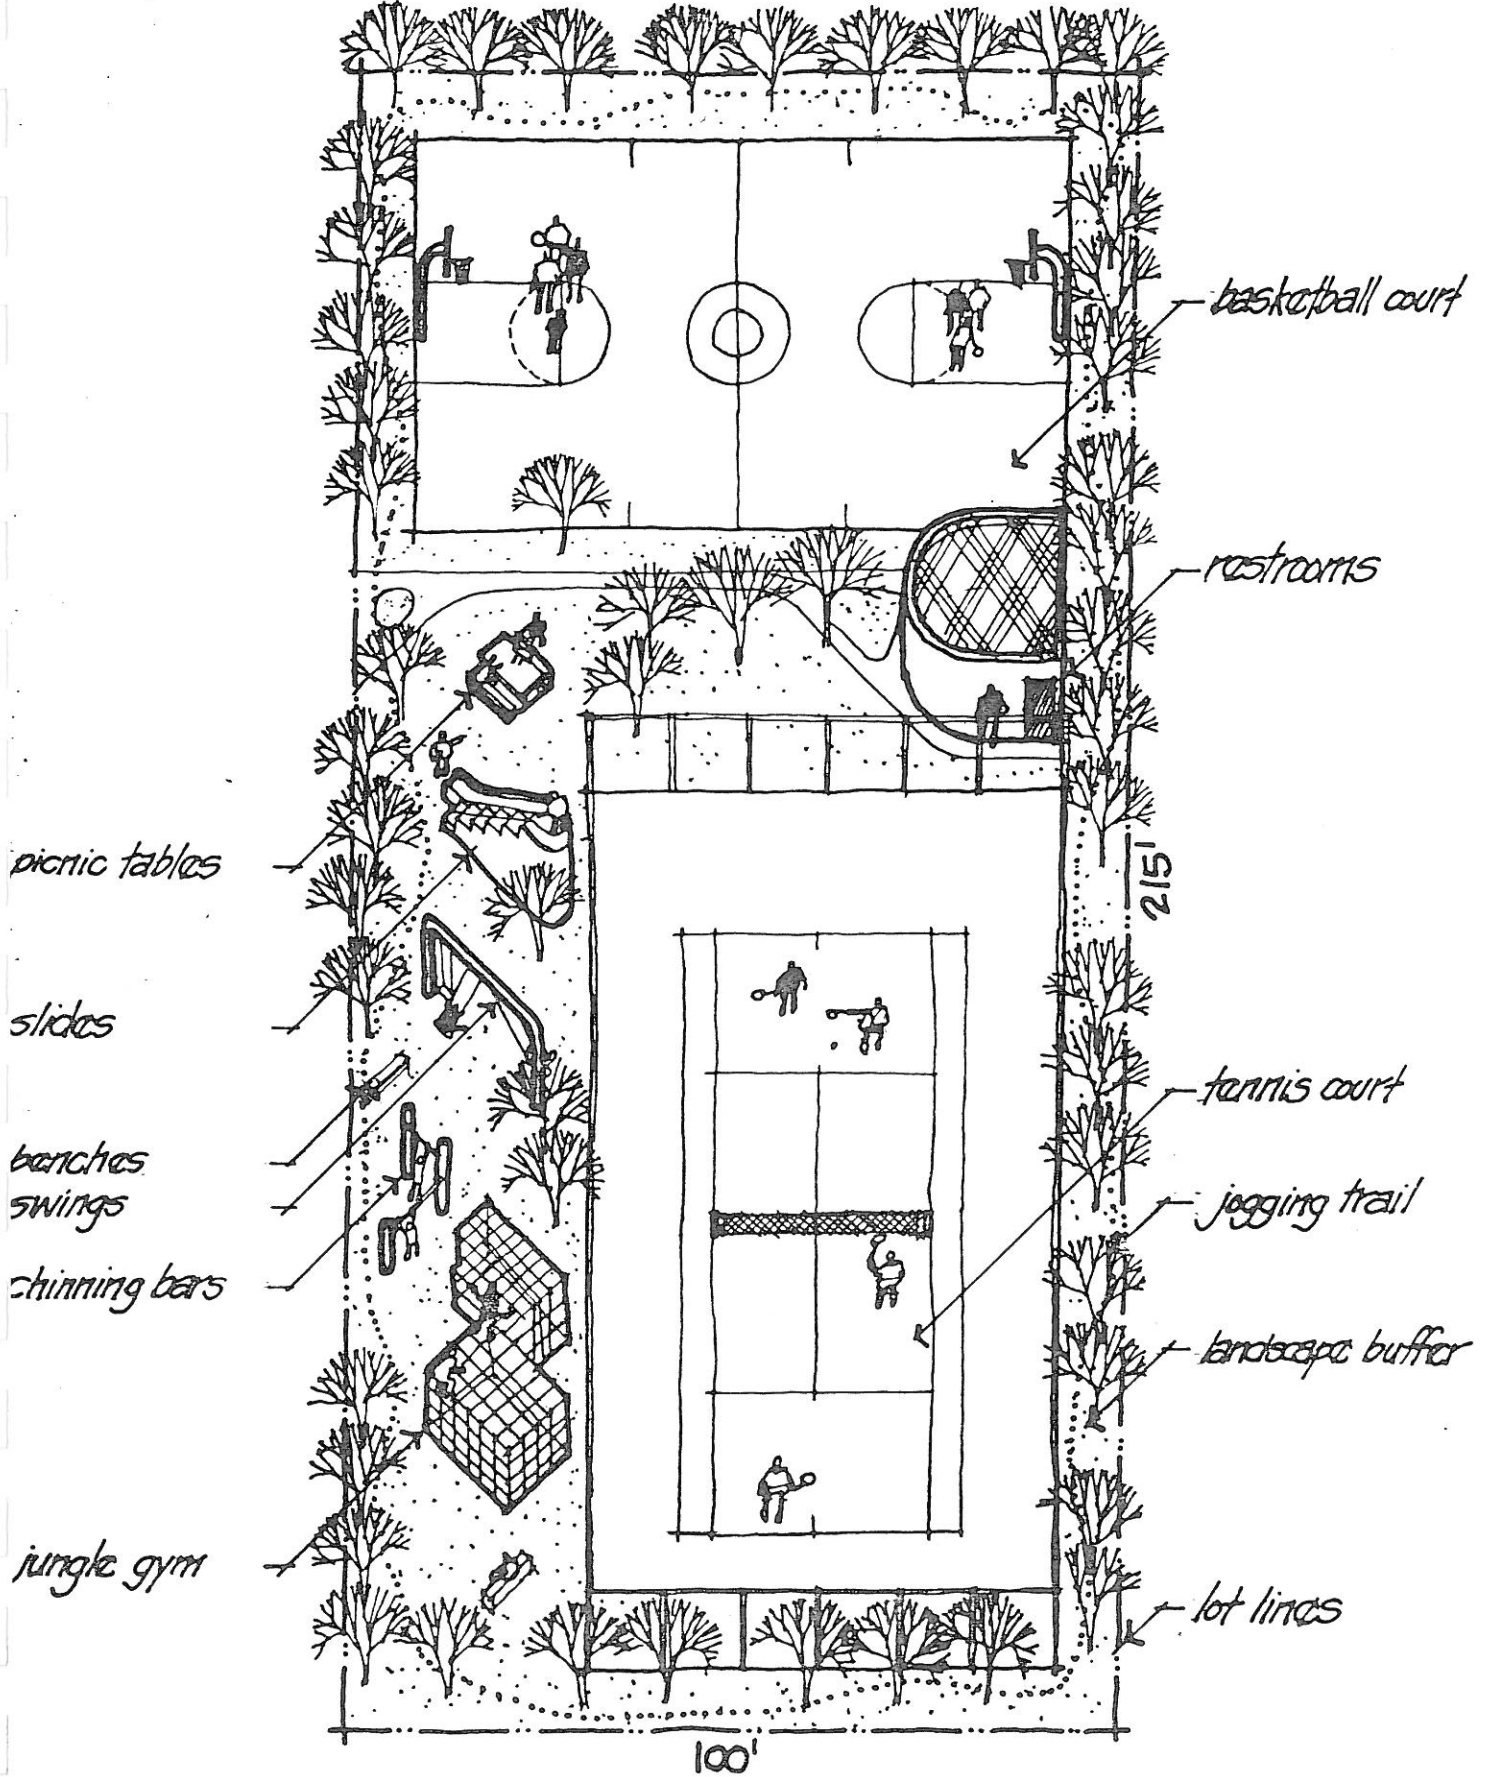 basketball court
restrooms
picnic tables
215'
slides
tennis court
benches
swings
jogging trail
chinning bars
landscape buffer
jungle gym
lot lines
100'